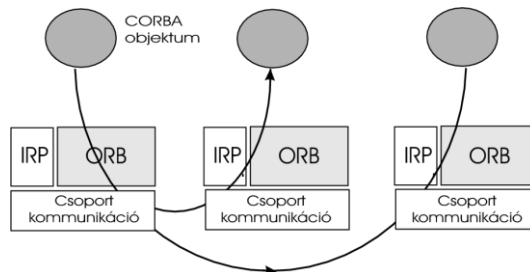 CORBA
objektum
IRP
ORB
IRP
ORB
IRP
ORB
Csoport
kommunikáció
Csoport
kommunikáció
Csoport
kommunikáció